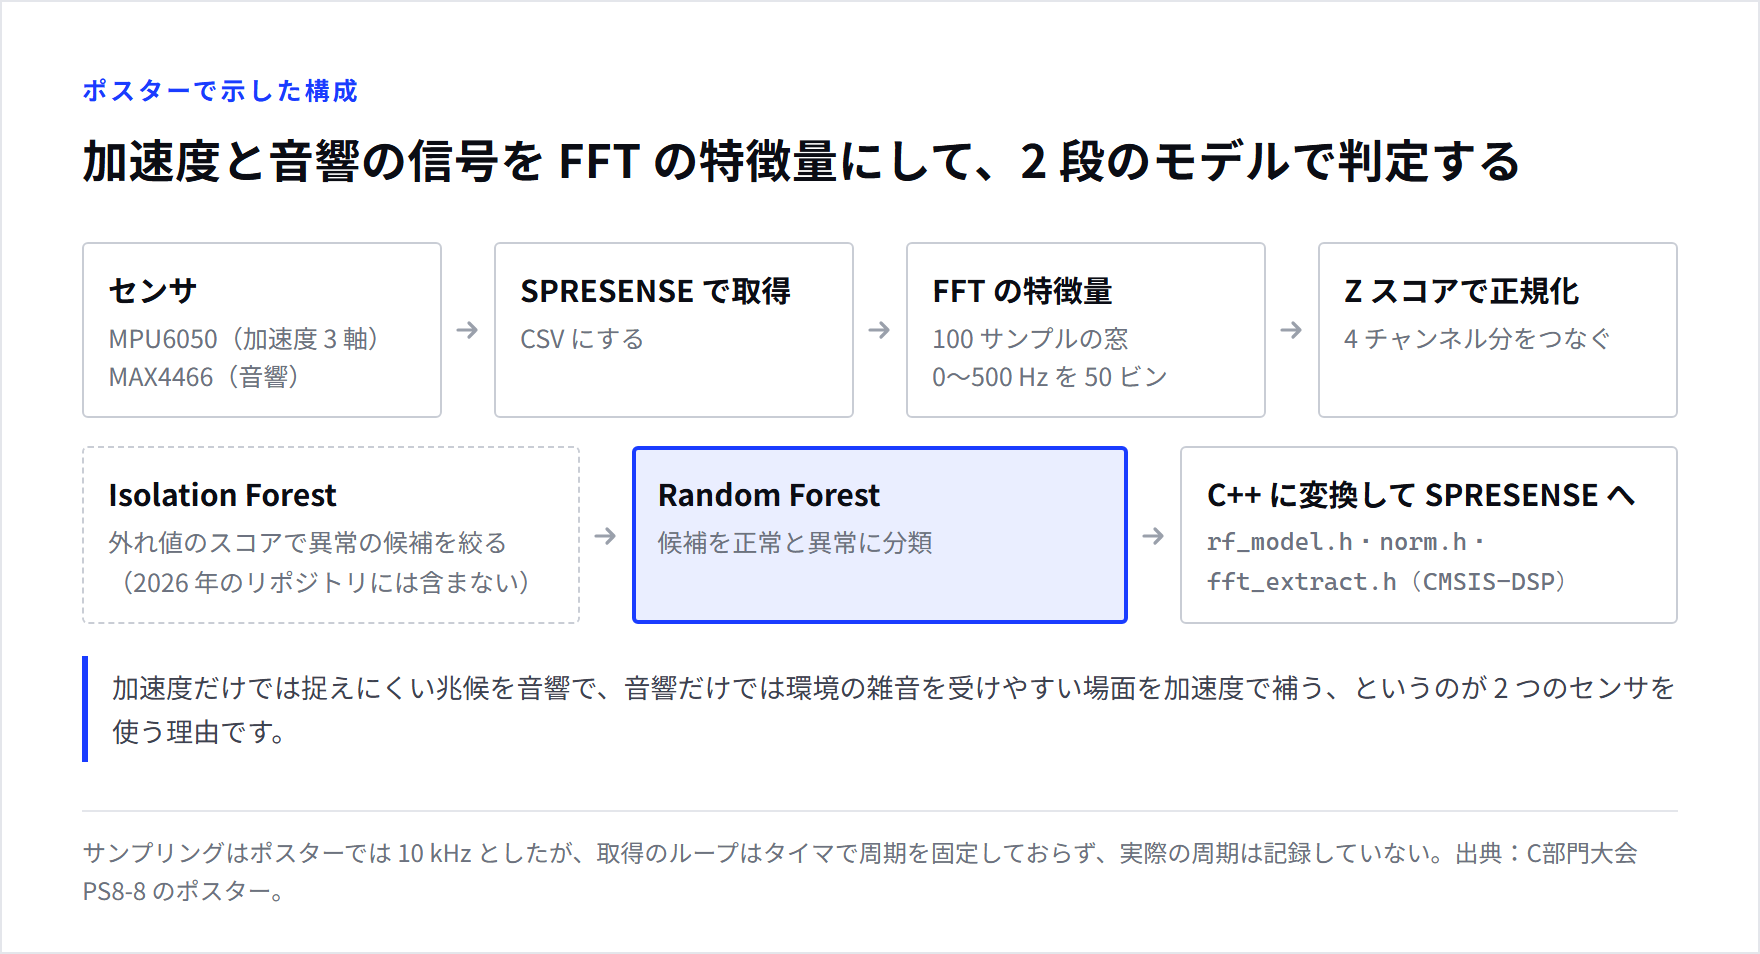 ポスターで示した構成
加速度と音響の信号を FFT の特徴量にして、2 段のモデルで判定する
センサ
MPU6050（加速度 3 軸）
MAX4466（音響）
SPRESENSE で取得
CSV にする
FFT の特徴量
100 サンプルの窓
0〜500 Hz を 50 ビン
Z スコアで正規化
4 チャンネル分をつなぐ
Isolation Forest
外れ値のスコアで異常の候補を絞る
（2026 年のリポジトリには含まない）
Random Forest
候補を正常と異常に分類
C++ に変換して SPRESENSE へ
rf_model.h・norm.h・
fft_extract.h（CMSIS-DSP）
加速度だけでは捉えにくい兆候を音響で、音響だけでは環境の雑音を受けやすい場面を加速度で補う、というのが 2 つのセンサを
使う理由です。
サンプリングはポスターでは 10 kHz としたが、取得のループはタイマで周期を固定しておらず、実際の周期は記録していない。出典：C部門大会
PS8-8 のポスター。